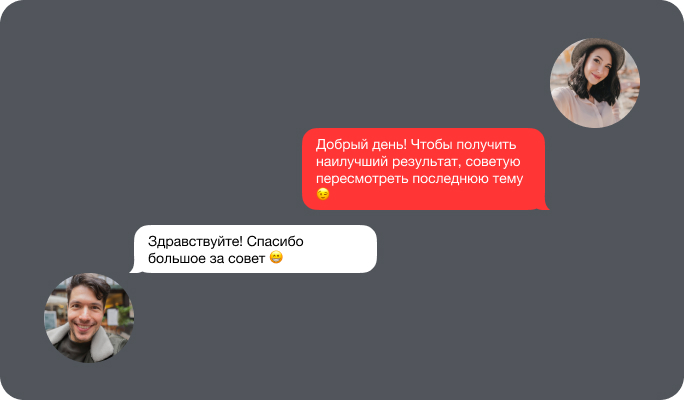 Добрый день! Чтобы получить
наилучший результат, советую
пересмотреть последнюю тему
😉
Здравствуйте! Спасибо
большое за совет 😁